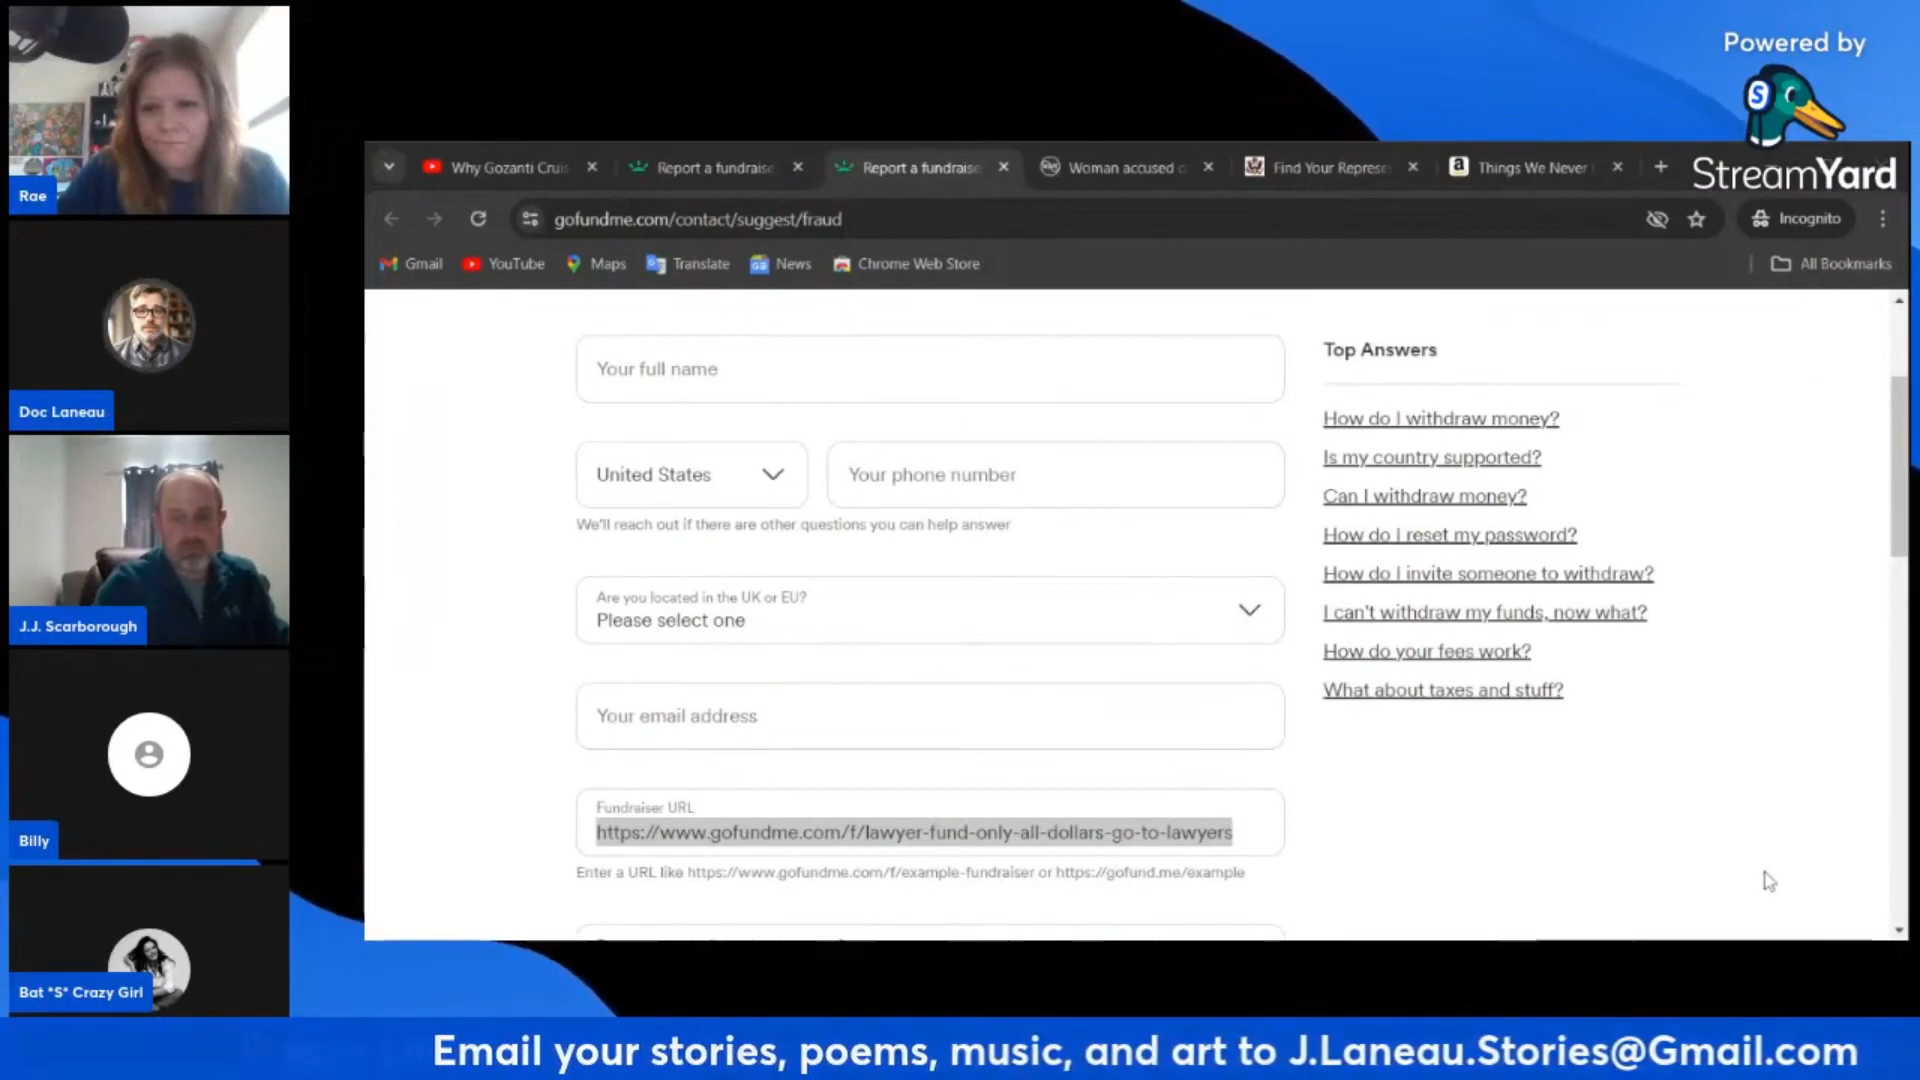 Powered by
StreamYard
Rae
Doc Laneau
J.J. Scarborough
Billy
Bat *S* Crazy Girl
Why Gozanti Cruis
Report a fundraise
Report a fundraise
Woman accused
Find Your Represe
Things We Never
gofundme.com/contact/suggest/fraud
Incognito
Gmail
YouTube
Maps
Translate
News
Chrome Web Store
All Bookmarks
Your full name
United States
Your phone number
We'll reach out if there are other questions you can help answer
Are you located in the UK or EU?
Please select one
Your email address
Fundraiser URL
https://www.gofundme.com/f/lawyer-fund-only-all-dollars-go-to-lawyers
Enter a URL like https://www.gofundme.com/f/example-fundraiser or https://gofund.me/example
Top Answers
How do I withdraw money?
Is my country supported?
Can I withdraw money?
How do I reset my password?
How do I invite someone to withdraw?
I can't withdraw my funds, now what?
How do your fees work?
What about taxes and stuff?
Email your stories, poems, music, and art to J.Laneau.Stories@Gmail.com